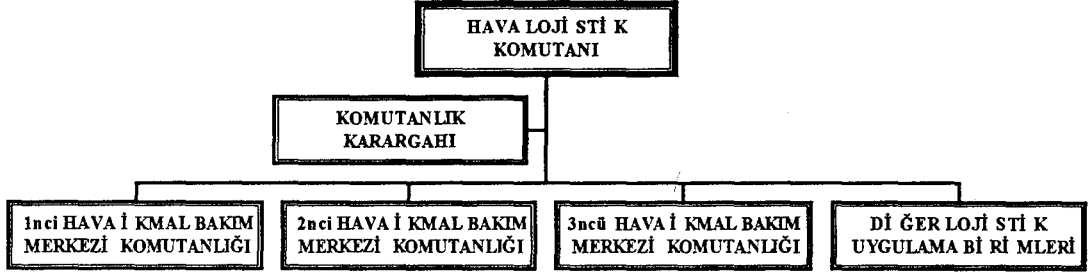 HAVA LOJİ STİ K
KOMUTANI
KOMUTANLIK
KARARGAHI
1nci HAVA İ KMAL BAKIM
MERKEZİ KOMUTANLIĞI
2nci HAVA İ KMAL BAKIM
MERKEZİ KOMUTANLIĞI
3ncü HAVA İ KMAL BAKIM
MERKEZİ KOMUTANLIĞI
Dİ ĞER LOJİ STİ K
UYGULAMA Bİ Rİ MLERİ